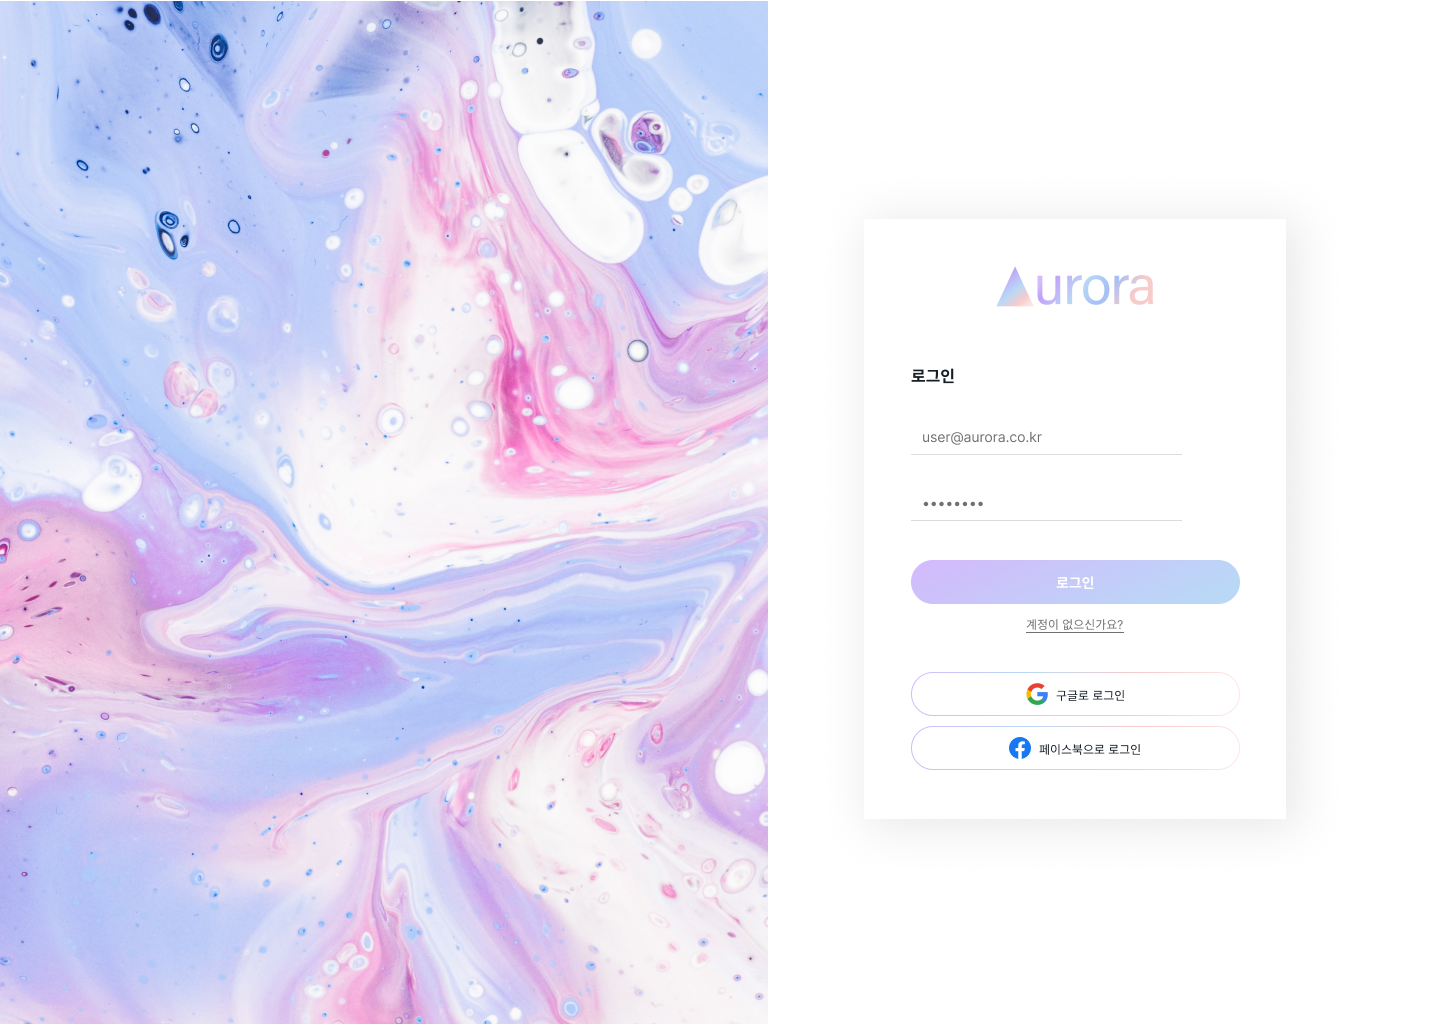 Aurora
로그인
user@aurora.co.kr
••••••••
로그인
계정이 없으신가요?
구글로 로그인
페이스북으로 로그인